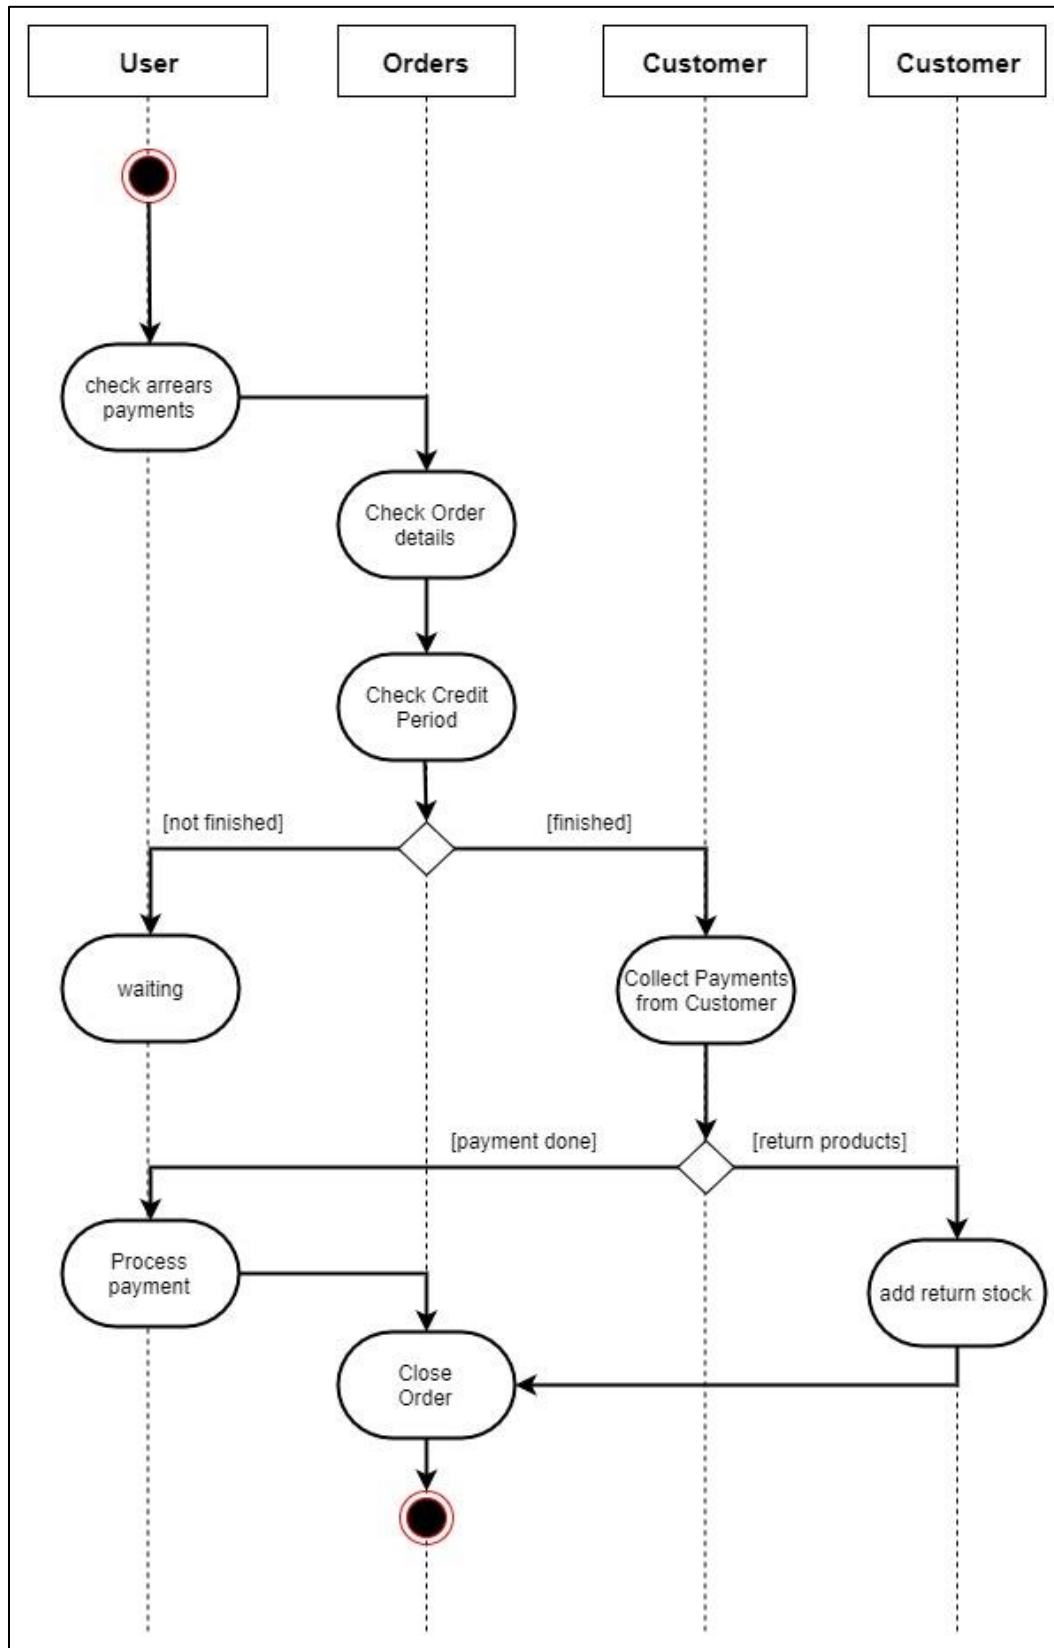 User
Orders
Customer
Customer
check arrears
payments
Check Order
details
Check Credit
Period
[not finished]
[finished]
waiting
Collect Payments
from Customer
[payment done]
[return products]
Process
payment
add return stock
Close
Order